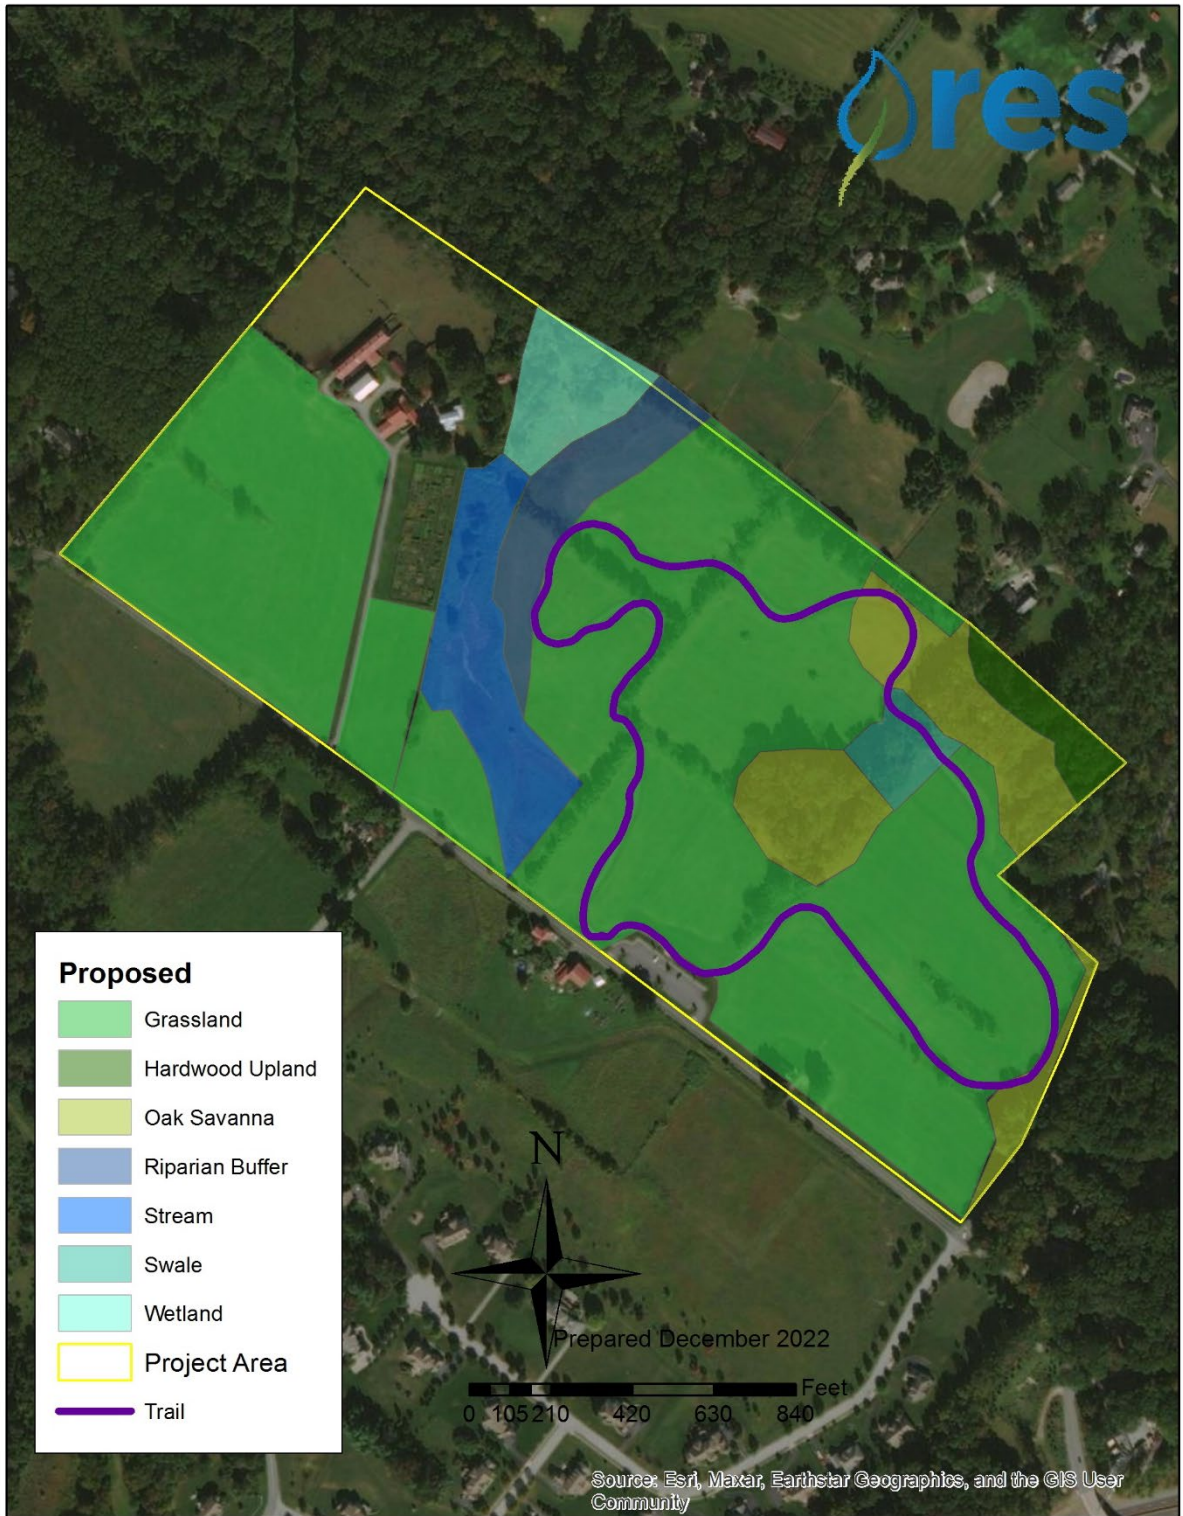 res
Proposed
Grassland
Hardwood Upland
Oak Savanna
Riparian Buffer
Stream
Swale
Wetland
Project Area
Trail
N
Prepared December 2022
Feet
0 105 210 420 630 840
Source: Esri, Maxar, Earthstar Geographics, and the GIS User
Community